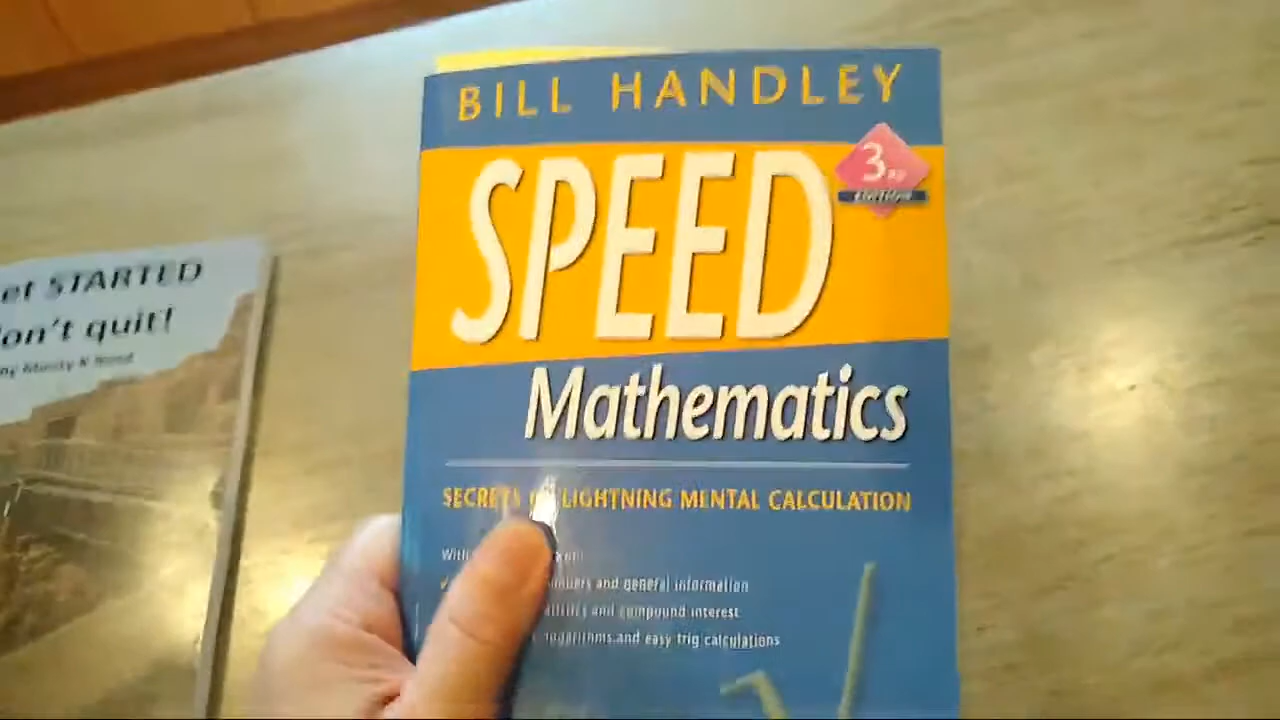 BILL HANDLEY
3RD
EDITION
SPEED
Mathematics
SECRETS LIGHTNING MENTAL CALCULATION
and general information
and compound interest
logarithms and easy trig calculations
et STARTED
on't quit!